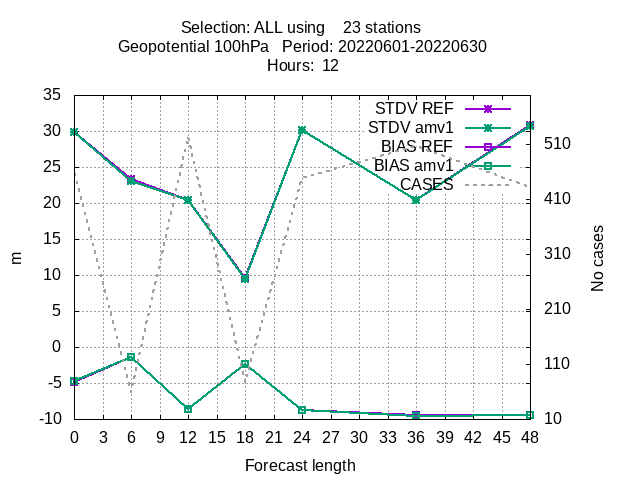 Selection: ALL using    23 stations
Geopotential 100hPa   Period: 20220601-20220630
Hours:  12
35
30
25
20
15
10
5
0
-5
-10
m
STDV REF
STDV amv1
BIAS REF
BIAS amv1
CASES
510
410
310
210
110
10
No cases
0 3 6 9 12 15 18 21 24 27 30 33 36 39 42 45 48
Forecast length